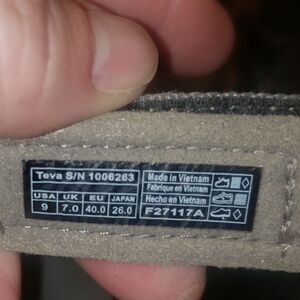 Teva S/N 1006263
USA UK EU JAPAN
9 7.0 40.0 26.0
Made in Vietnam
Fabrique en Vietnam
Hecho en Vietnam
F27117A